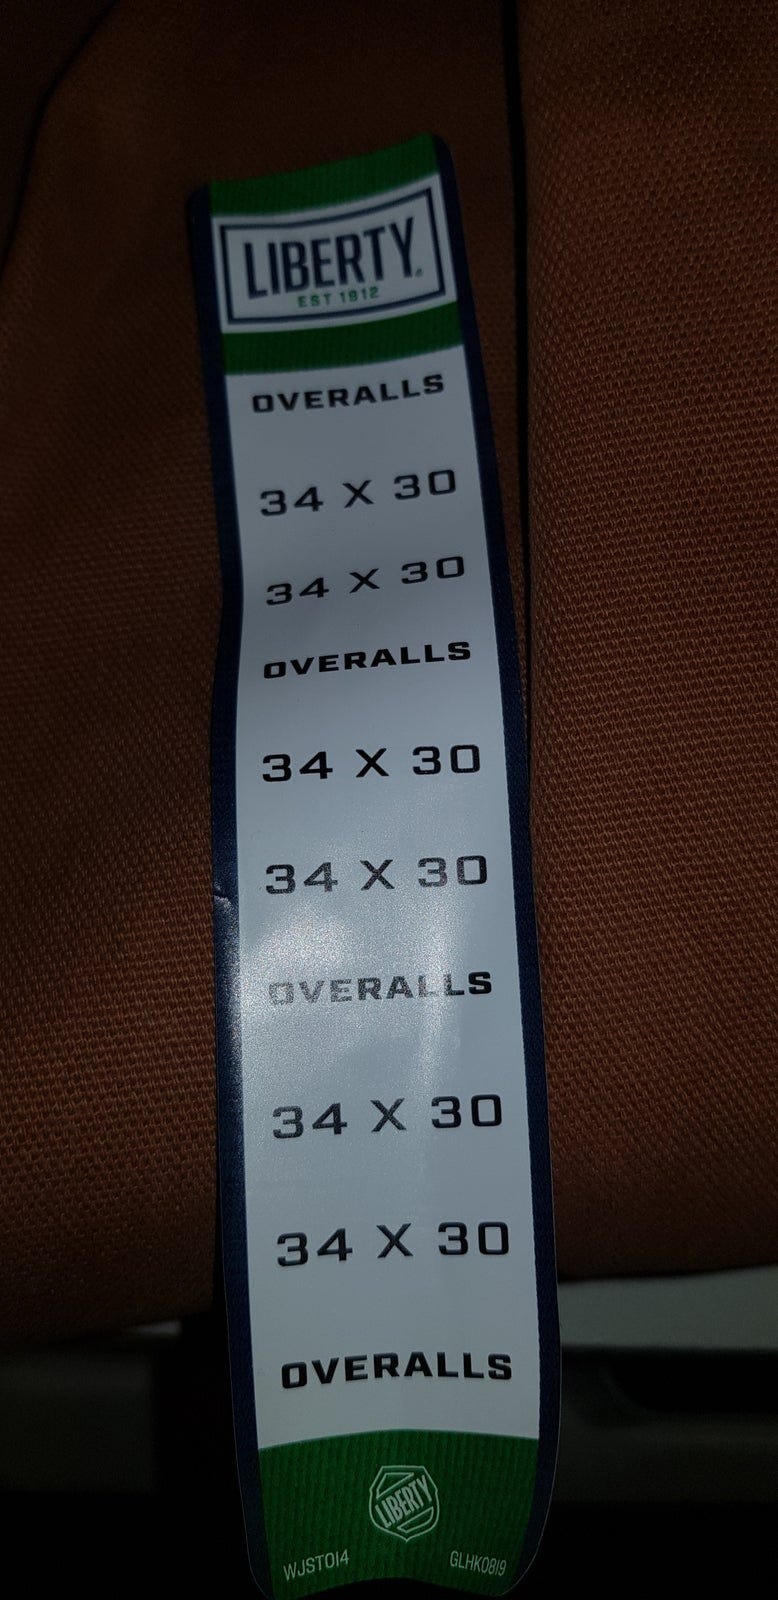 LIBERTY®
EST 1912
OVERALLS
34 X 30
34 X 30
OVERALLS
34 X 30
34 X 30
OVERALLS
34 X 30
34 X 30
OVERALLS
LIBERTY
WJST014 GLHK0819